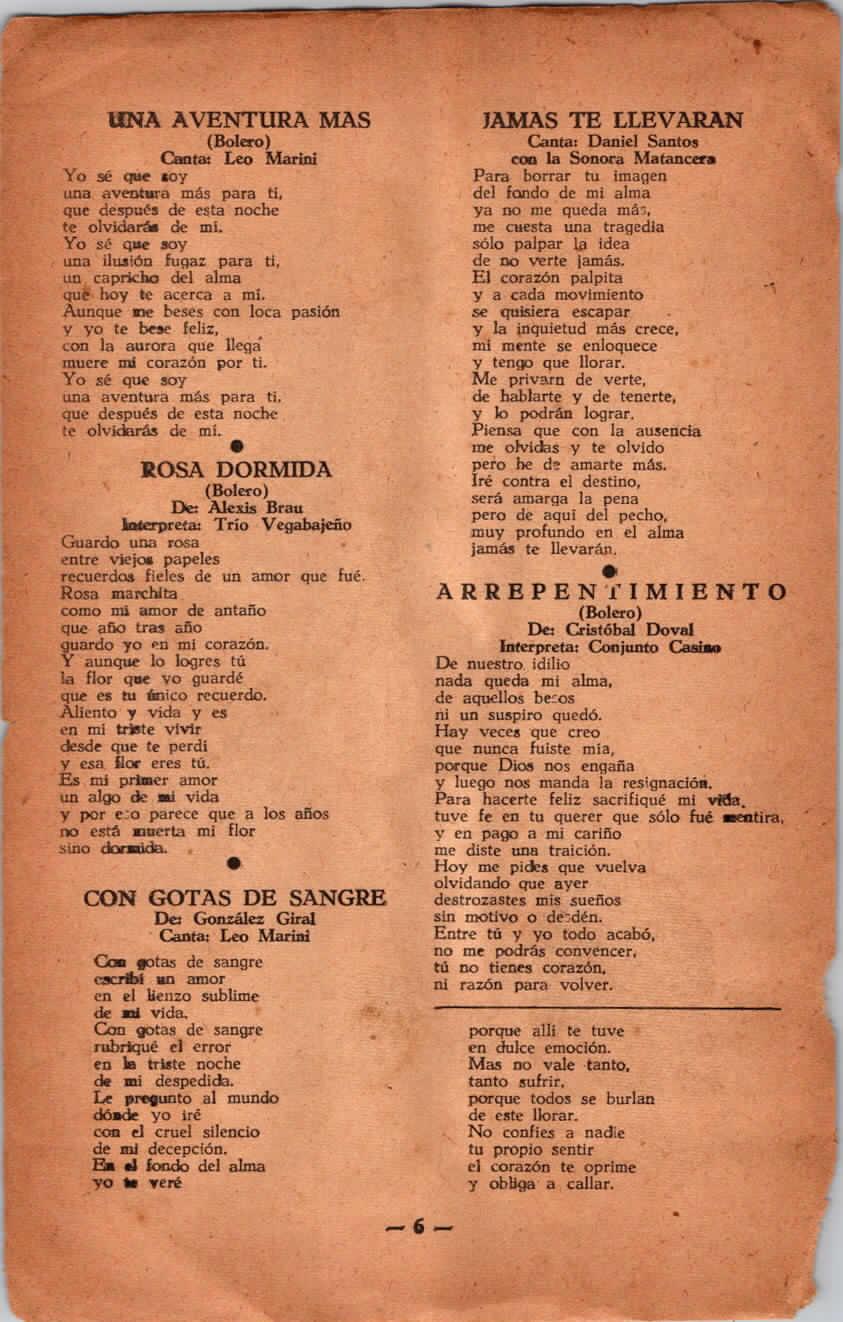 UNA AVENTURA MAS
(Bolero)
Canta: Leo Marini
Yo sé que soy
una aventura más para ti,
que después de esta noche
te olvidarás de mi.
Yo sé que soy
una ilusión fugaz para ti,
un capricho del alma
que hoy te acerca a mi.
Aunque me beses con loca pasión
y yo te bese feliz,
con la aurora que llega
muere mi corazón por ti.
Yo sé que soy
una aventura más para ti,
que después de esta noche
te olvidarás de mi.
ROSA DORMIDA
(Bolero)
De: Alexis Brau
Interpreta: Trío Vegabajeño
Guardo una rosa
entre viejos papeles
recuerdos fieles de un amor que fué.
Rosa marchita
como mi amor de antaño
que año tras año
guardo yo en mi corazón.
Y aunque lo logres tú
la flor que yo guardé
que es tu único recuerdo.
Aliento y vida y es
en mi triste vivir
desde que te perdi
y esa flor eres tú.
Es mi primer amor
un algo de mi vida
y por eso parece que a los años
no está muerta mi flor
sino dormida.
CON GOTAS DE SANGRE
De: González Giral
Canta: Leo Marini
Con gotas de sangre
escribí un amor
en el lienzo sublime
de mi vida.
Con gotas de sangre
rubriqué el error
en la triste noche
de mi despedida.
Le pregunto al mundo
dónde yo iré
con el cruel silencio
de mi decepción.
En el fondo del alma
yo te veré
JAMAS TE LLEVARAN
Canta: Daniel Santos
con la Sonora Matancera
Para borrar tu imagen
del fondo de mi alma
ya no me queda más,
me cuesta una tragedia
sólo palpar la idea
de no verte jamás.
El corazón palpita
y a cada movimiento
se quisiera escapar
y la inquietud más crece,
mi mente se enloquece
y tengo que llorar.
Me privarn de verte,
de hablarte y de tenerte,
y lo podrán lograr.
Piensa que con la ausencia
me olvidas y te olvido
pero he de amarte más.
Iré contra el destino,
será amarga la pena
pero de aqui del pecho,
muy profundo en el alma
jamás te llevarán.
ARREPENTIMIENTO
(Bolero)
De: Cristóbal Doval
Interpreta: Conjunto Casino
De nuestro idilio
nada queda mi alma,
de aquellos besos
ni un suspiro quedó.
Hay veces que creo
que nunca fuiste mia,
porque Dios nos engaña
y luego nos manda la resignación.
Para hacerte feliz sacrifiqué mi vida,
tuve fe en tu querer que sólo fué mentira,
y en pago a mi cariño
me diste una traición.
Hoy me pides que vuelva
olvidando que ayer
destrozastes mis sueños
sin motivo o desdén.
Entre tú y yo todo acabó,
no me podrás convencer,
tú no tienes corazón,
ni razón para volver.
porque alli te tuve
en dulce emoción.
Mas no vale tanto,
tanto sufrir,
porque todos se burlan
de este llorar.
No confies a nadie
tu propio sentir
el corazón te oprime
y obliga a callar.
— 6 —